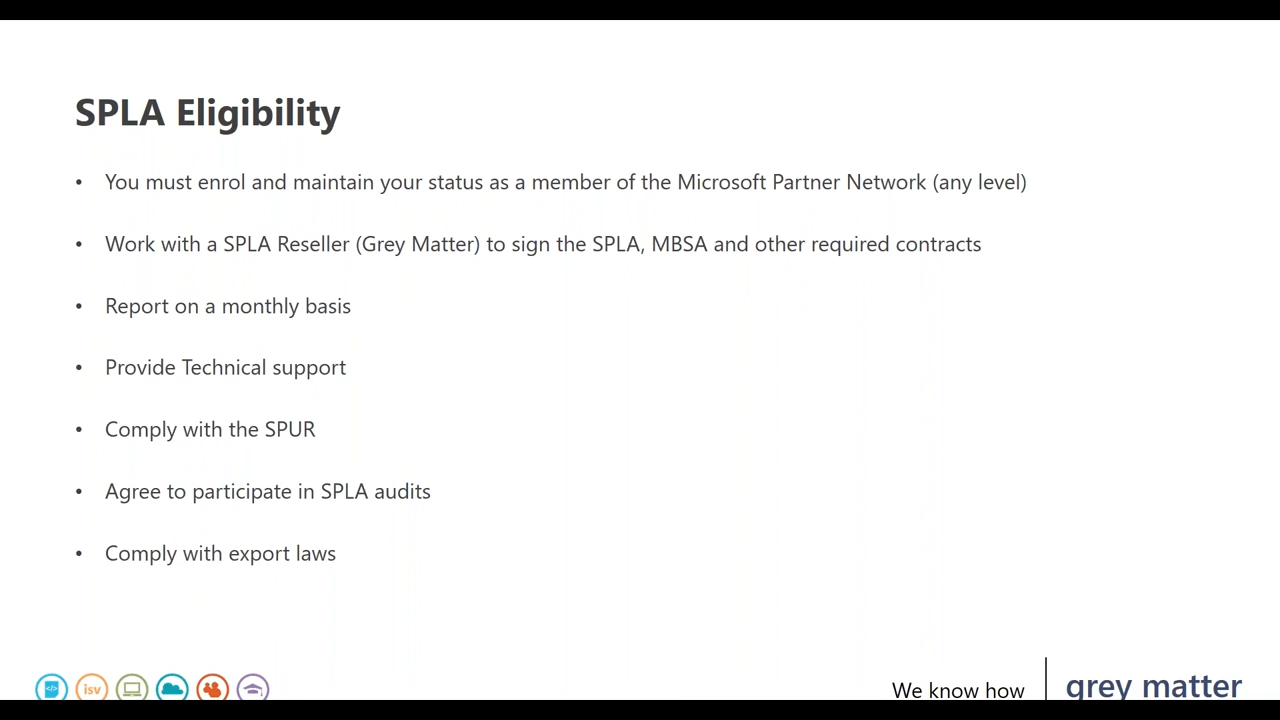 SPLA Eligibility
• You must enrol and maintain your status as a member of the Microsoft Partner Network (any level)
• Work with a SPLA Reseller (Grey Matter) to sign the SPLA, MBSA and other required contracts
• Report on a monthly basis
• Provide Technical support
• Comply with the SPUR
• Agree to participate in SPLA audits
• Comply with export laws
</> isv
We know how
grey matter